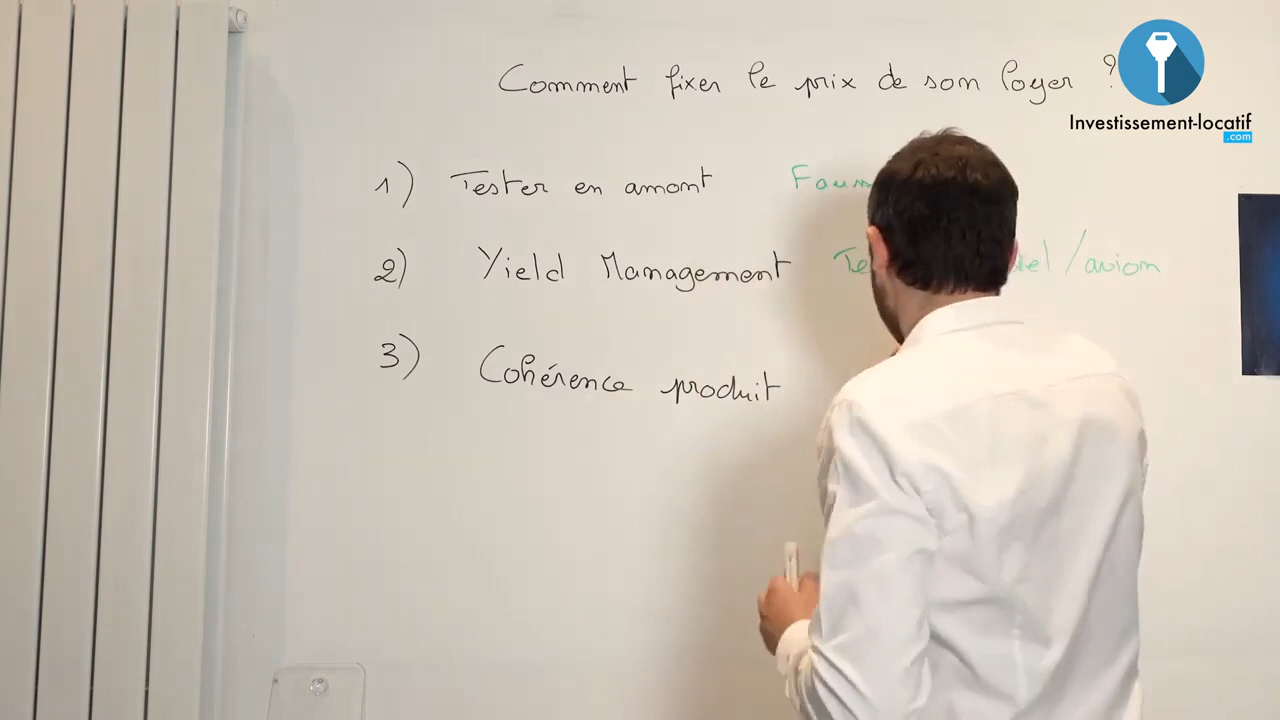 Comment fixer le prix de son loyer ?
Investissement-locatif
.com
1) Tester en amont
2) Yield Management /avion
3) Cohérence produit